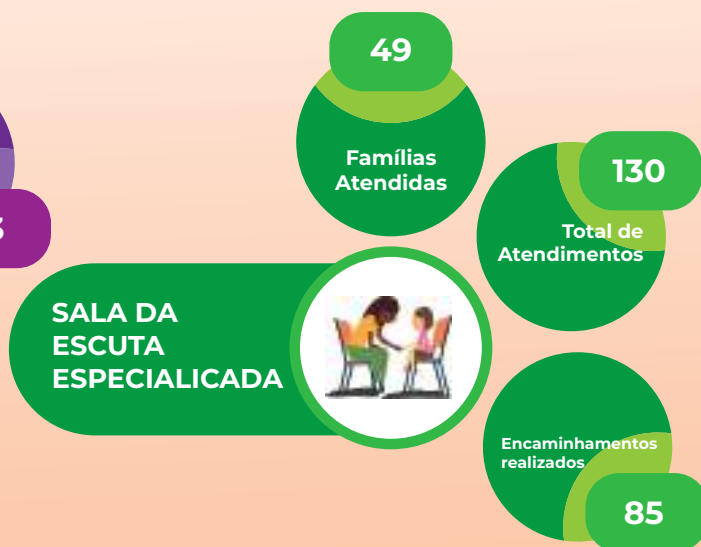 49
Famílias
Atendidas
130
Total de
Atendimentos
SALA DA
ESCUTA
ESPECIALICADA
Encaminhamentos
realizados
85